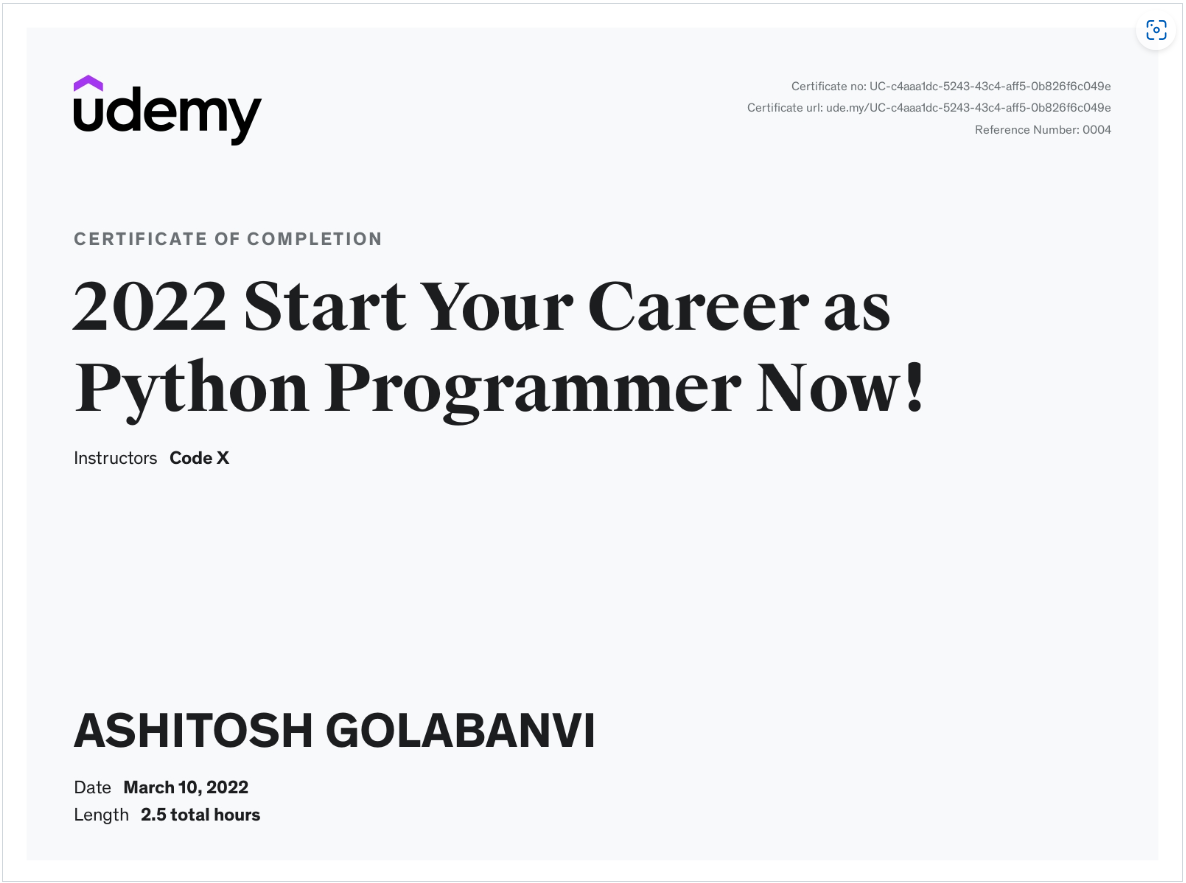 udemy
Certificate no: UC-c4aaa1dc-5243-43c4-aff5-0b826f6c049e
Certificate url: ude.my/UC-c4aaa1dc-5243-43c4-aff5-0b826f6c049e
Reference Number: 0004
CERTIFICATE OF COMPLETION
2022 Start Your Career as
Python Programmer Now!
Instructors Code X
ASHITOSH GOLABANVI
Date March 10, 2022
Length 2.5 total hours